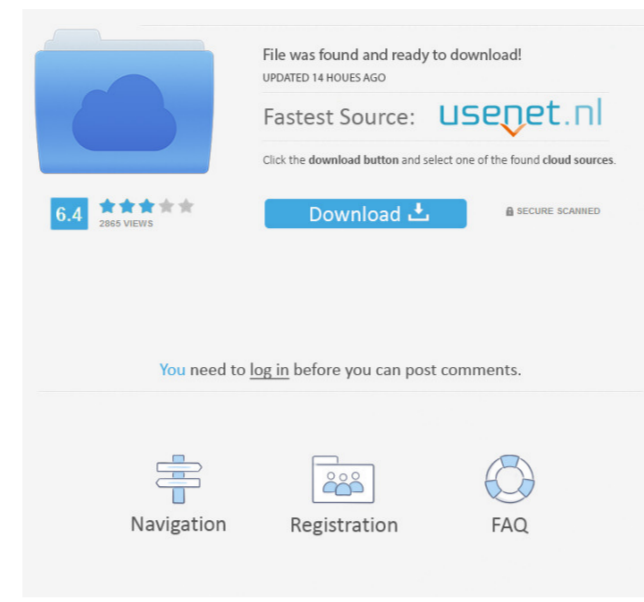 File was found and ready to download!
UPDATED 14 HOUES AGO
Fastest Source: usenet.nl
Click the download button and select one of the found cloud sources.
6.4
2865 VIEWS
Download
SECURE SCANNED
You need to log in before you can post comments.
Navigation
Registration
FAQ